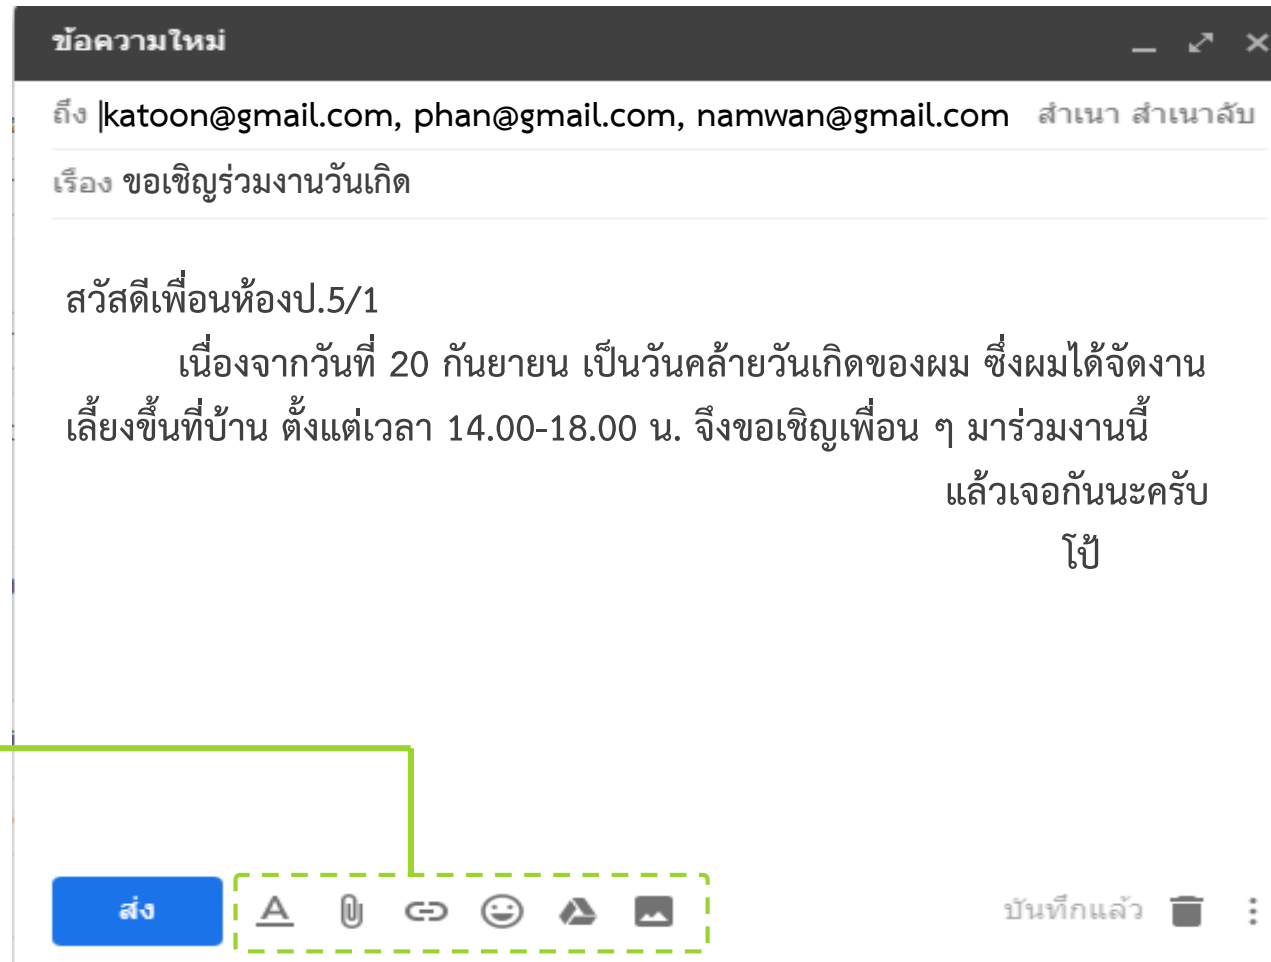 ข้อความใหม่
ถึง katoon@gmail.com, phan@gmail.com, namwan@gmail.com สำเนา สำเนาลับ
เรื่อง ขอเชิญร่วมงานวันเกิด
สวัสดีเพื่อนห้องป.5/1
เนื่องจากวันที่ 20 กันยายน เป็นวันคล้ายวันเกิดของผม ซึ่งผมได้จัดงาน
เลี้ยงขึ้นที่บ้าน ตั้งแต่เวลา 14.00-18.00 น. จึงขอเชิญเพื่อน ๆ มาร่วมงานนี้
แล้วเจอกันนะครับ
โป้
ส่ง บันทึกแล้ว